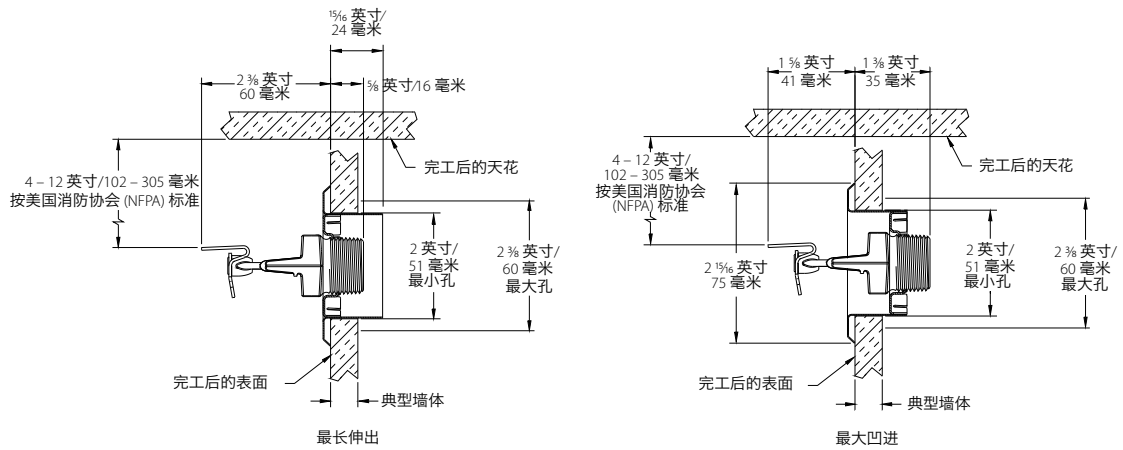 15⁄16 英寸/
24 毫米
2 3⁄8 英寸
60 毫米
5⁄8 英寸/16 毫米
完工后的天花
4 – 12 英寸/102 – 305 毫米
按美国消防协会 (NFPA) 标准
2 英寸/
51 毫米
最小孔
2 3⁄8 英寸/
60 毫米
最大孔
完工后的表面
典型墙体
最长伸出
1 5⁄8 英寸
41 毫米
1 3⁄8 英寸
35 毫米
完工后的天花
4 – 12 英寸/
102 – 305 毫米
按美国消防协会
(NFPA) 标准
2 15⁄16 英寸
75 毫米
2 英寸/
51 毫米
最小孔
2 3⁄8 英寸/
60 毫米
最大孔
完工后的表面
典型墙体
最大凹进